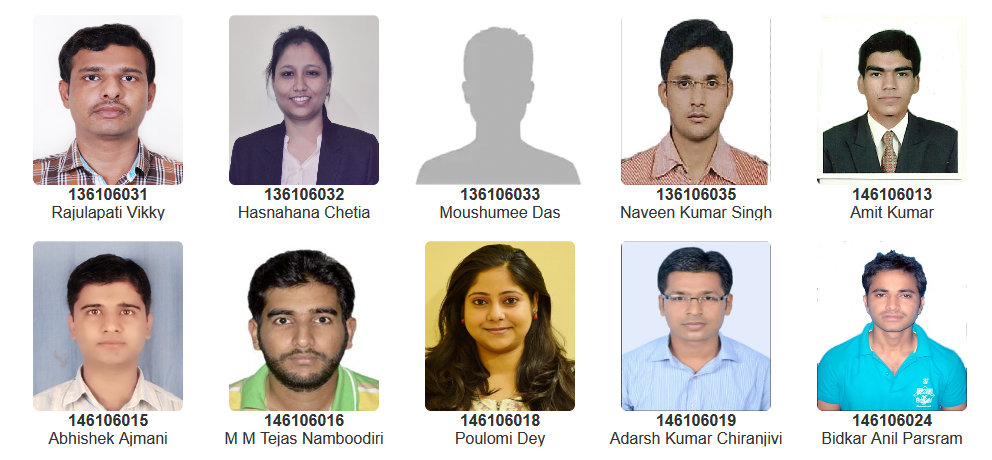 136106031
Rajulapati Vikky
136106032
Hasnahana Chetia
136106033
Moushumee Das
136106035
Naveen Kumar Singh
146106013
Amit Kumar
146106015
Abhishek Ajmani
146106016
M M Tejas Namboodiri
146106018
Poulomi Dey
146106019
Adarsh Kumar Chiranjivi
146106024
Bidkar Anil Parsram